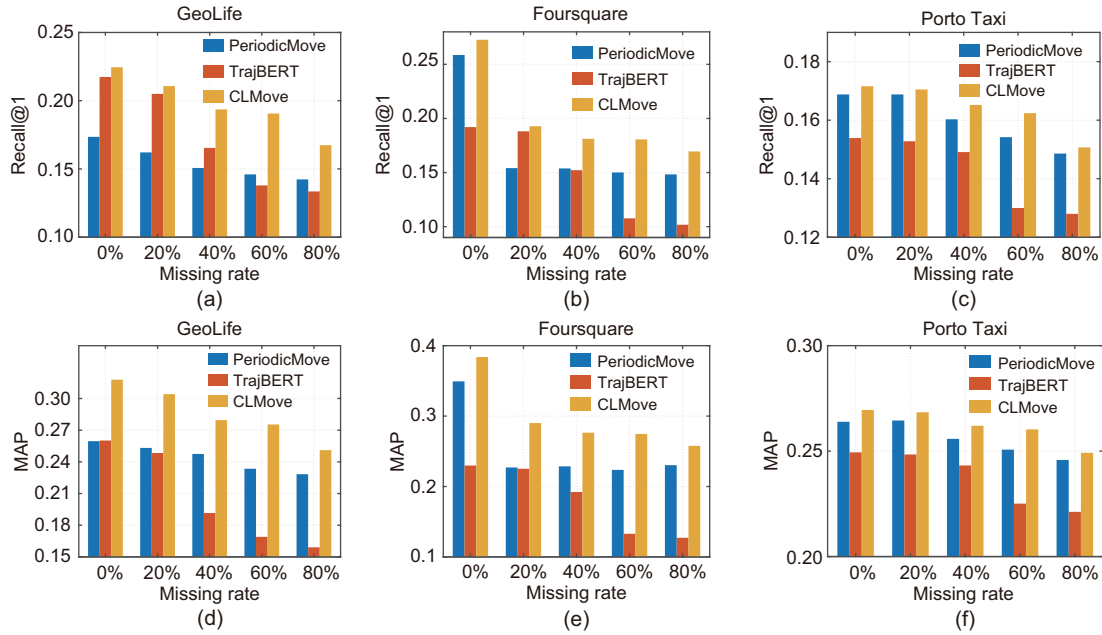 GeoLife
0.25
0.20
0.15
0.10
Recall@1
PeriodicMove
TrajBERT
CLMove
0% 20% 40% 60% 80%
Missing rate
(a)
Foursquare
0.25
0.20
0.15
0.10
Recall@1
PeriodicMove
TrajBERT
CLMove
0% 20% 40% 60% 80%
Missing rate
(b)
Porto Taxi
0.18
0.16
0.14
0.12
Recall@1
PeriodicMove
TrajBERT
CLMove
0% 20% 40% 60% 80%
Missing rate
(c)
GeoLife
0.30
0.27
0.24
0.21
0.18
0.15
MAP
PeriodicMove
TrajBERT
CLMove
0% 20% 40% 60% 80%
Missing rate
(d)
Foursquare
0.4
0.3
0.2
0.1
MAP
PeriodicMove
TrajBERT
CLMove
0% 20% 40% 60% 80%
Missing rate
(e)
Porto Taxi
0.30
0.25
0.20
MAP
PeriodicMove
TrajBERT
CLMove
0% 20% 40% 60% 80%
Missing rate
(f)